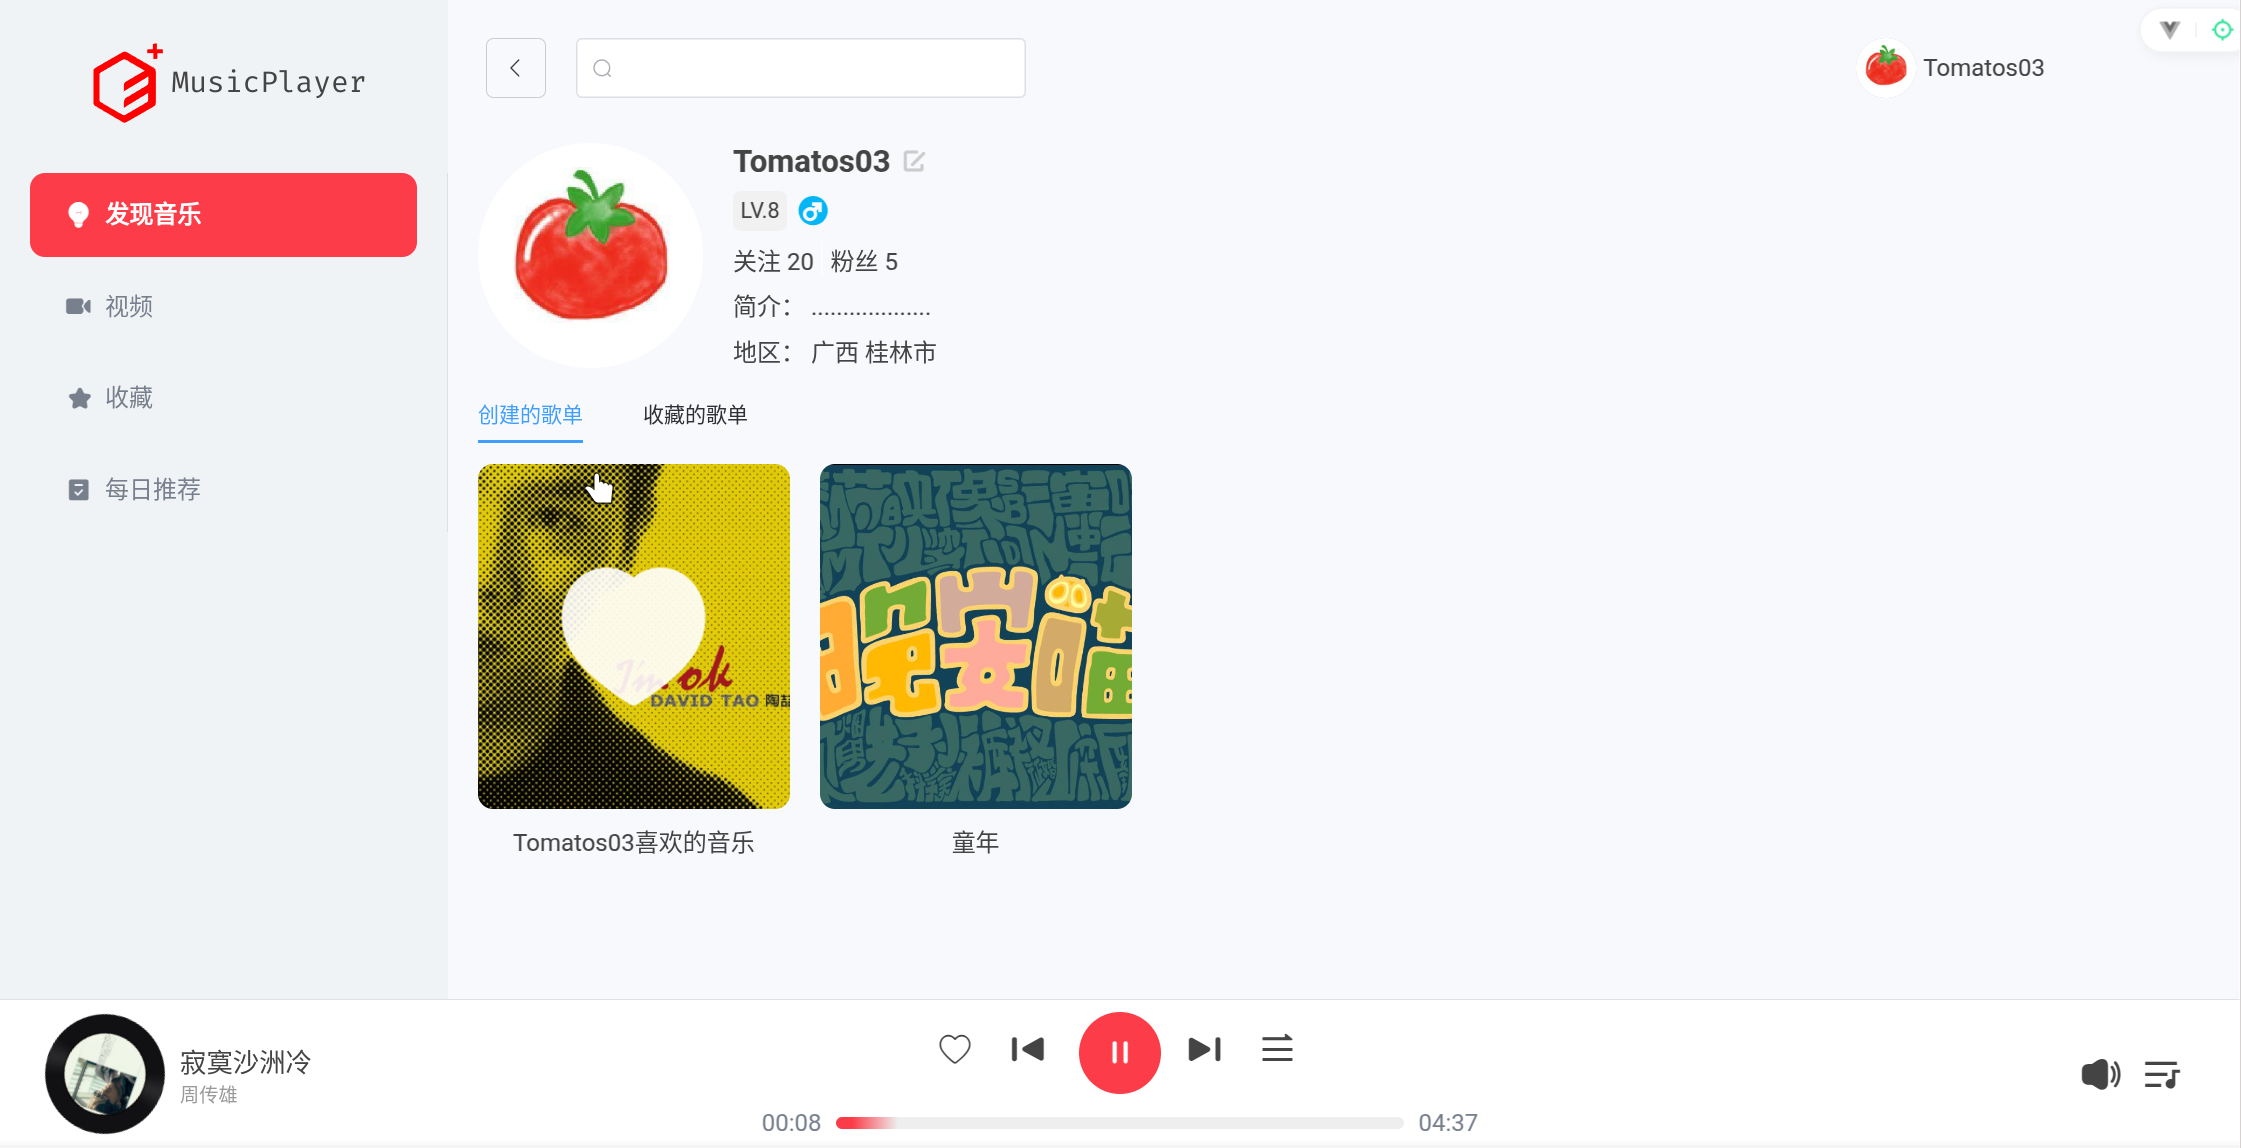 MusicPlayer
Tomatos03
发现音乐
视频
收藏
每日推荐
Tomatos03
LV.8
关注 20 粉丝 5
简介： ...................
地区： 广西 桂林市
创建的歌单 收藏的歌单
I'm ok
DAVID TAO 陶喆
晚安喵
Tomatos03喜欢的音乐
童年
寂寞沙洲冷
周传雄
00:08
04:37